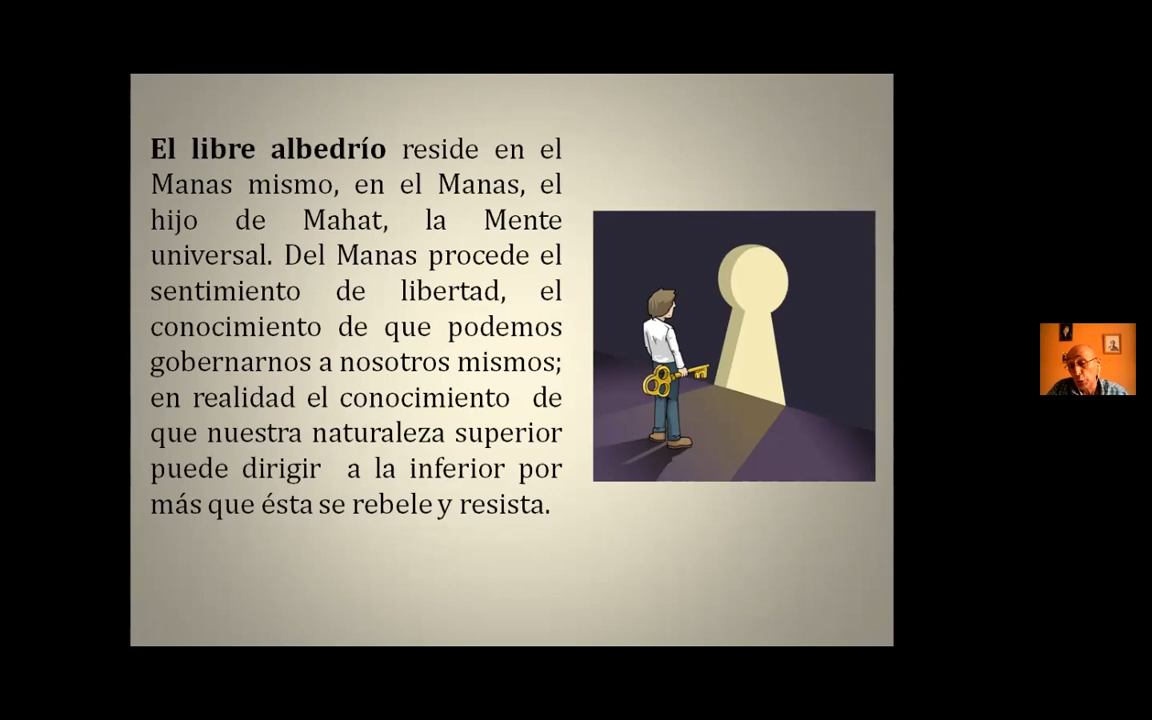 El libre albedrío reside en el
Manas mismo, en el Manas, el
hijo de Mahat, la Mente
universal. Del Manas procede el
sentimiento de libertad, el
conocimiento de que podemos
gobernarnos a nosotros mismos;
en realidad el conocimiento de
que nuestra naturaleza superior
puede dirigir a la inferior por
más que ésta se rebele y resista.